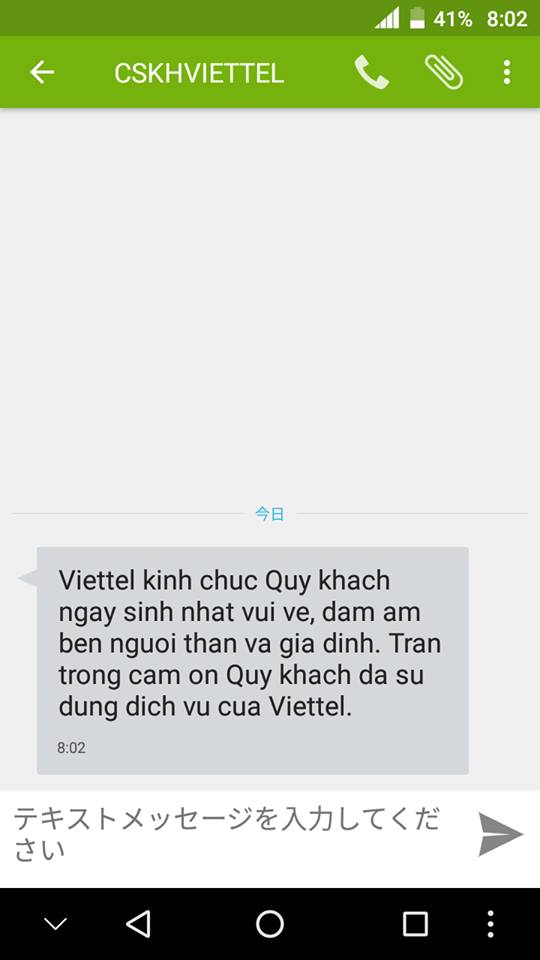 41% 8:02
CSKHVIETTEL
今日
Viettel kinh chuc Quy khach
ngay sinh nhat vui ve, dam am
ben nguoi than va gia dinh. Tran
trong cam on Quy khach da su
dung dich vu cua Viettel.
8:02
テキストメッセージを入力してくだ
さい